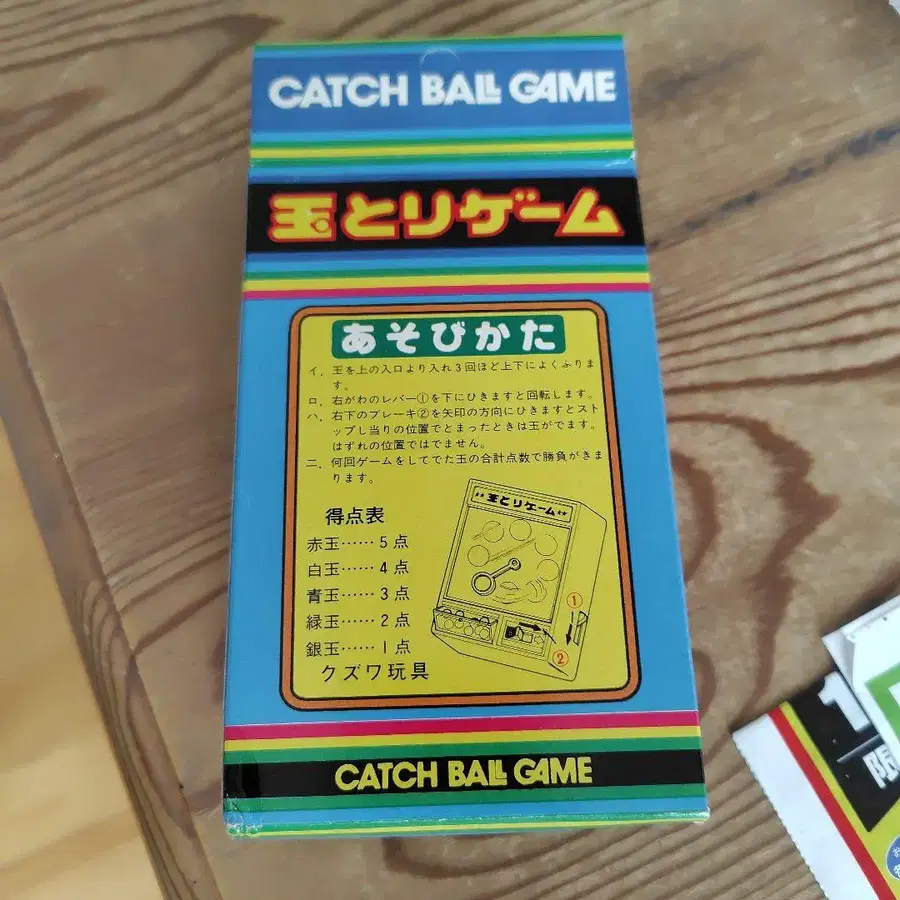 CATCH BALL GAME
玉とりゲーム
あそびかた
イ．玉を上の入口より入れ3回ほど上下によくふりま
す。
ロ．右がわのレバー①を下にひきますと回転します。
ハ．右下のブレーキ②を矢印の方向にひきますとスト
ップし当りの位置でとまったときは玉がでます。
はずれの位置ではでません。
ニ．何回ゲームをしてでた玉の合計点数で勝負がきま
ります。
得点表
赤玉……5点
白玉……4点
青玉……3点
緑玉……2点
銀玉……1点
クズワ玩具
★★玉とりゲーム★★
①
②
CATCH BALL GAME
1